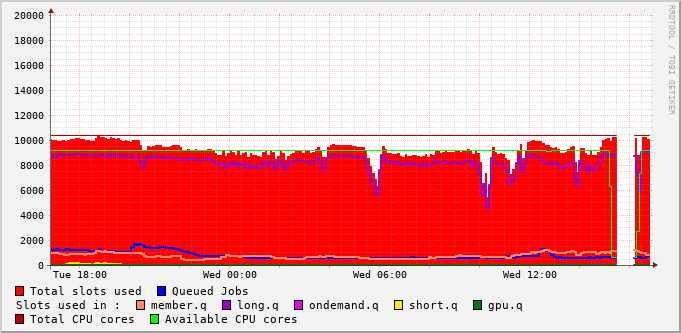 RRDTOOL / TOBI OETIKER
20000
18000
16000
14000
12000
10000
8000
6000
4000
2000
0
Tue 18:00 Wed 00:00 Wed 06:00 Wed 12:00
Total slots used Queued Jobs
Slots used in : member.q long.q ondemand.q short.q gpu.q
Total CPU cores Available CPU cores